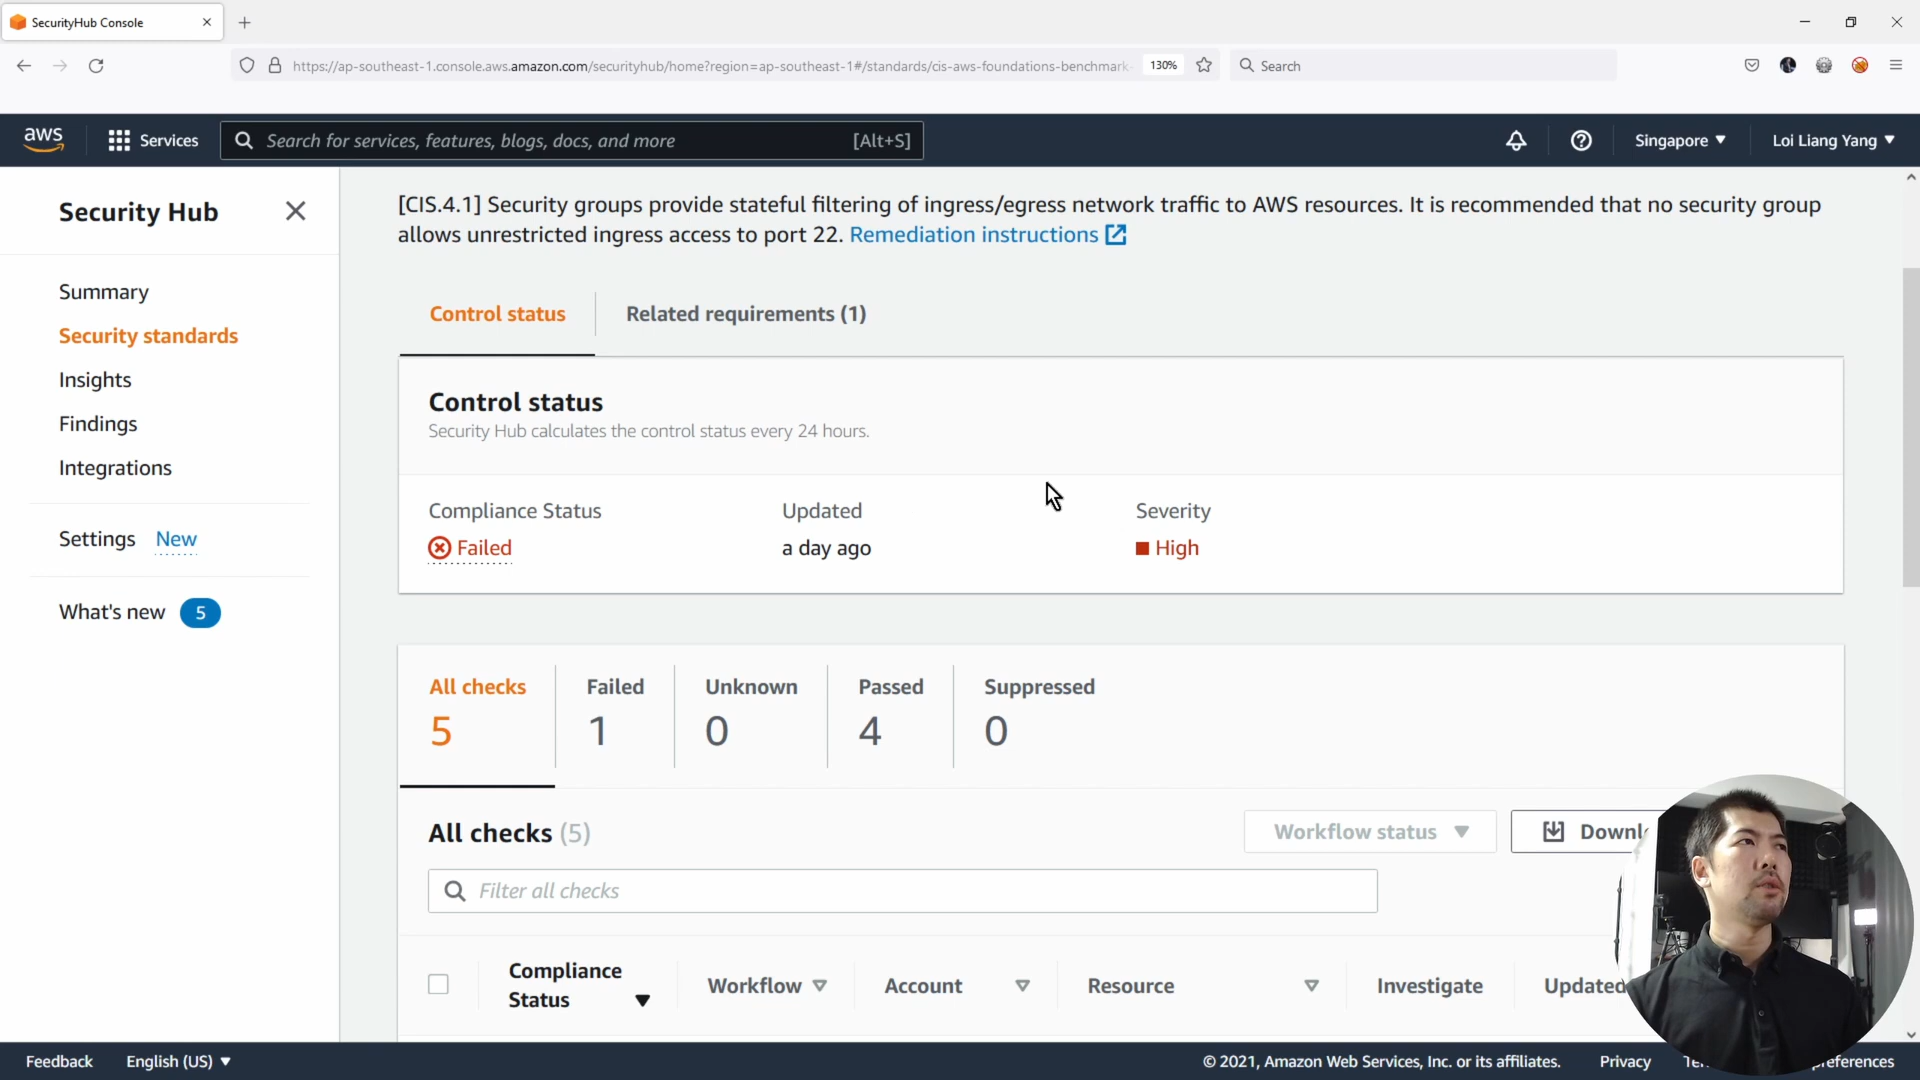 SecurityHub Console
https://ap-southeast-1.console.aws.amazon.com/securityhub/home?region=ap-southeast-1#/standards/cis-aws-foundations-benchmark-
130%
Search
aws
Services
Search for services, features, blogs, docs, and more
[Alt+S]
Singapore
Loi Liang Yang
Security Hub
Summary
Security standards
Insights
Findings
Integrations
Settings New
What's new 5
[CIS.4.1] Security groups provide stateful filtering of ingress/egress network traffic to AWS resources. It is recommended that no security group
allows unrestricted ingress access to port 22. Remediation instructions
Control status
Related requirements (1)
Control status
Security Hub calculates the control status every 24 hours.
Compliance Status
Updated
Severity
Failed
a day ago
High
All checks
Failed
Unknown
Passed
Suppressed
5
1
0
4
0
All checks (5)
Workflow status
Filter all checks
Compliance
Status
Workflow
Account
Resource
Investigate
Updated
Feedback
English (US)
© 2021, Amazon Web Services, Inc. or its affiliates.
Privacy